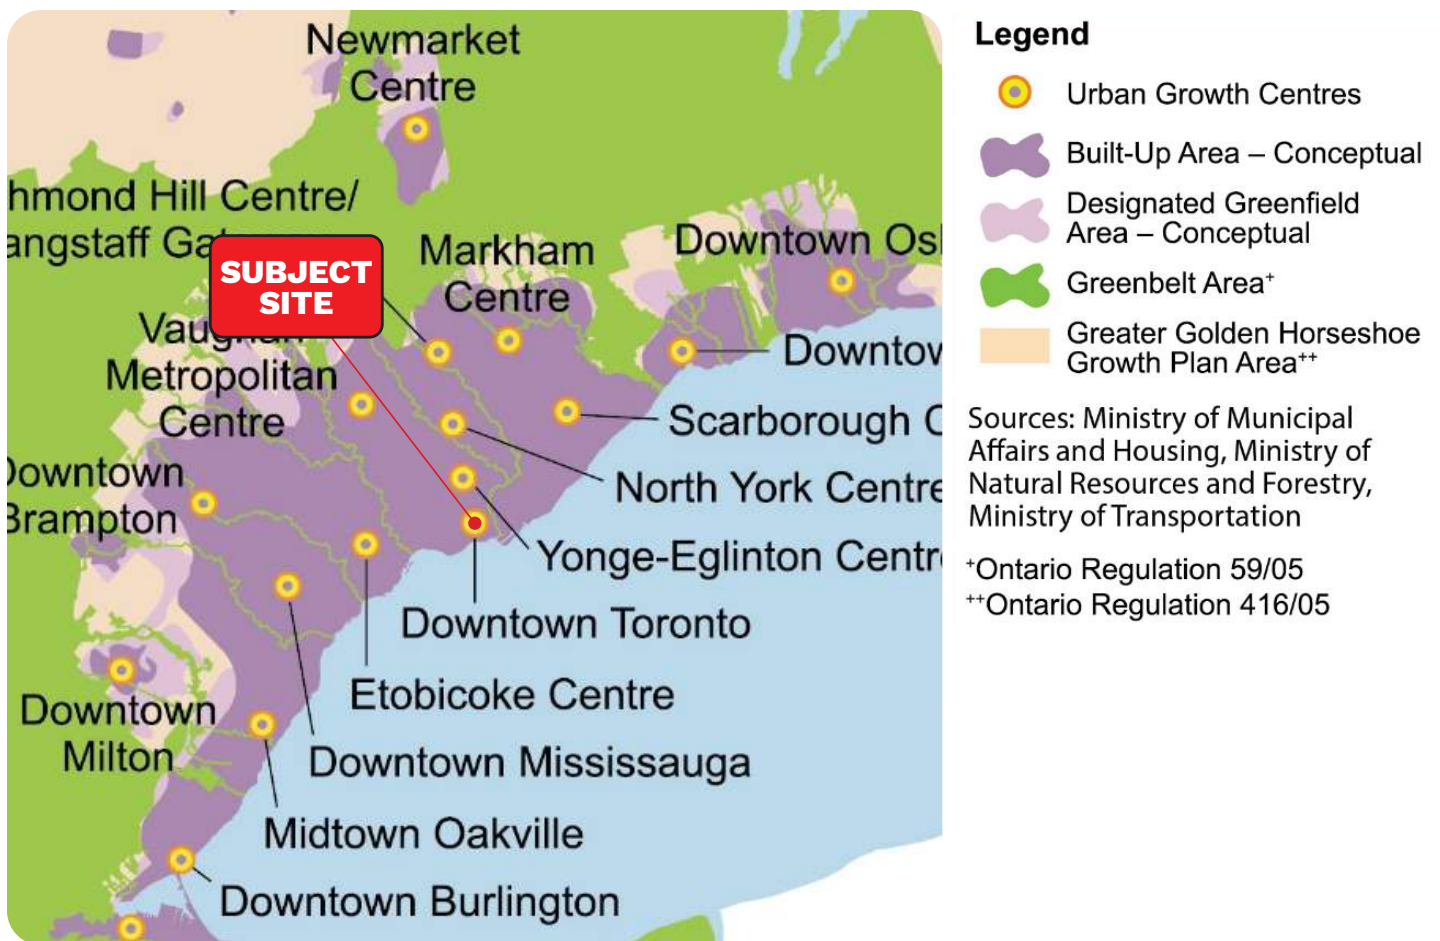 Newmarket
Centre
hmond Hill Centre/
angstaff Ga
SUBJECT
SITE
Markham
Centre
Downtown Os
Vaughan
Metropolitan
Centre
Downtow
Scarborough C
Downtown
Brampton
North York Centre
Yonge-Eglinton Centr
Downtown Toronto
Etobicoke Centre
Downtown
Milton
Downtown Mississauga
Midtown Oakville
Downtown Burlington
Legend
Urban Growth Centres
Built-Up Area – Conceptual
Designated Greenfield
Area – Conceptual
Greenbelt Area+
Greater Golden Horseshoe
Growth Plan Area++
Sources: Ministry of Municipal
Affairs and Housing, Ministry of
Natural Resources and Forestry,
Ministry of Transportation
+Ontario Regulation 59/05
++Ontario Regulation 416/05